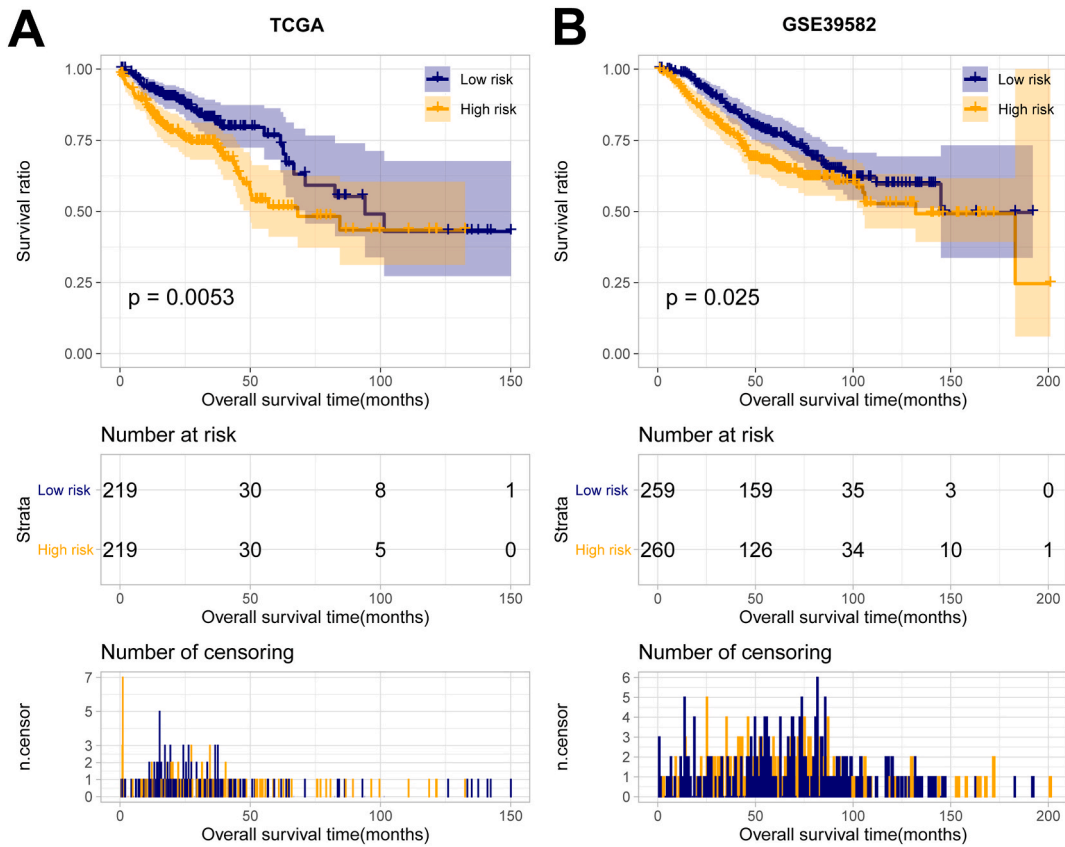 A
TCGA
Survival ratio
1.00
0.75
0.50
0.25
0.00
Low risk
High risk
p = 0.0053
0 50 100 150
Overall survival time(months)
Number at risk
Strata
Low risk 219 30 8 1
High risk 219 30 5 0
0 50 100 150
Overall survival time(months)
Number of censoring
n.censor
7
5
3
2
1
0
0 50 100 150
Overall survival time(months)
B
GSE39582
Survival ratio
1.00
0.75
0.50
0.25
0.00
Low risk
High risk
p = 0.025
0 50 100 150 200
Overall survival time(months)
Number at risk
Strata
Low risk 259 159 35 3 0
High risk 260 126 34 10 1
0 50 100 150 200
Overall survival time(months)
Number of censoring
n.censor
6
5
4
3
2
1
0
0 50 100 150 200
Overall survival time(months)